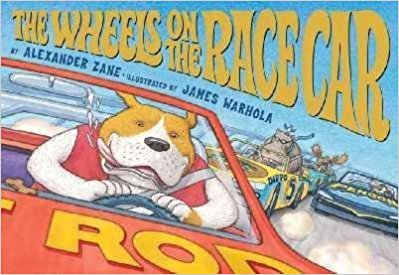 THE WHEELS ON THE RACE CAR
BY ALEXANDER ZANE • ILLUSTRATED BY JAMES WARHOLA
ROD